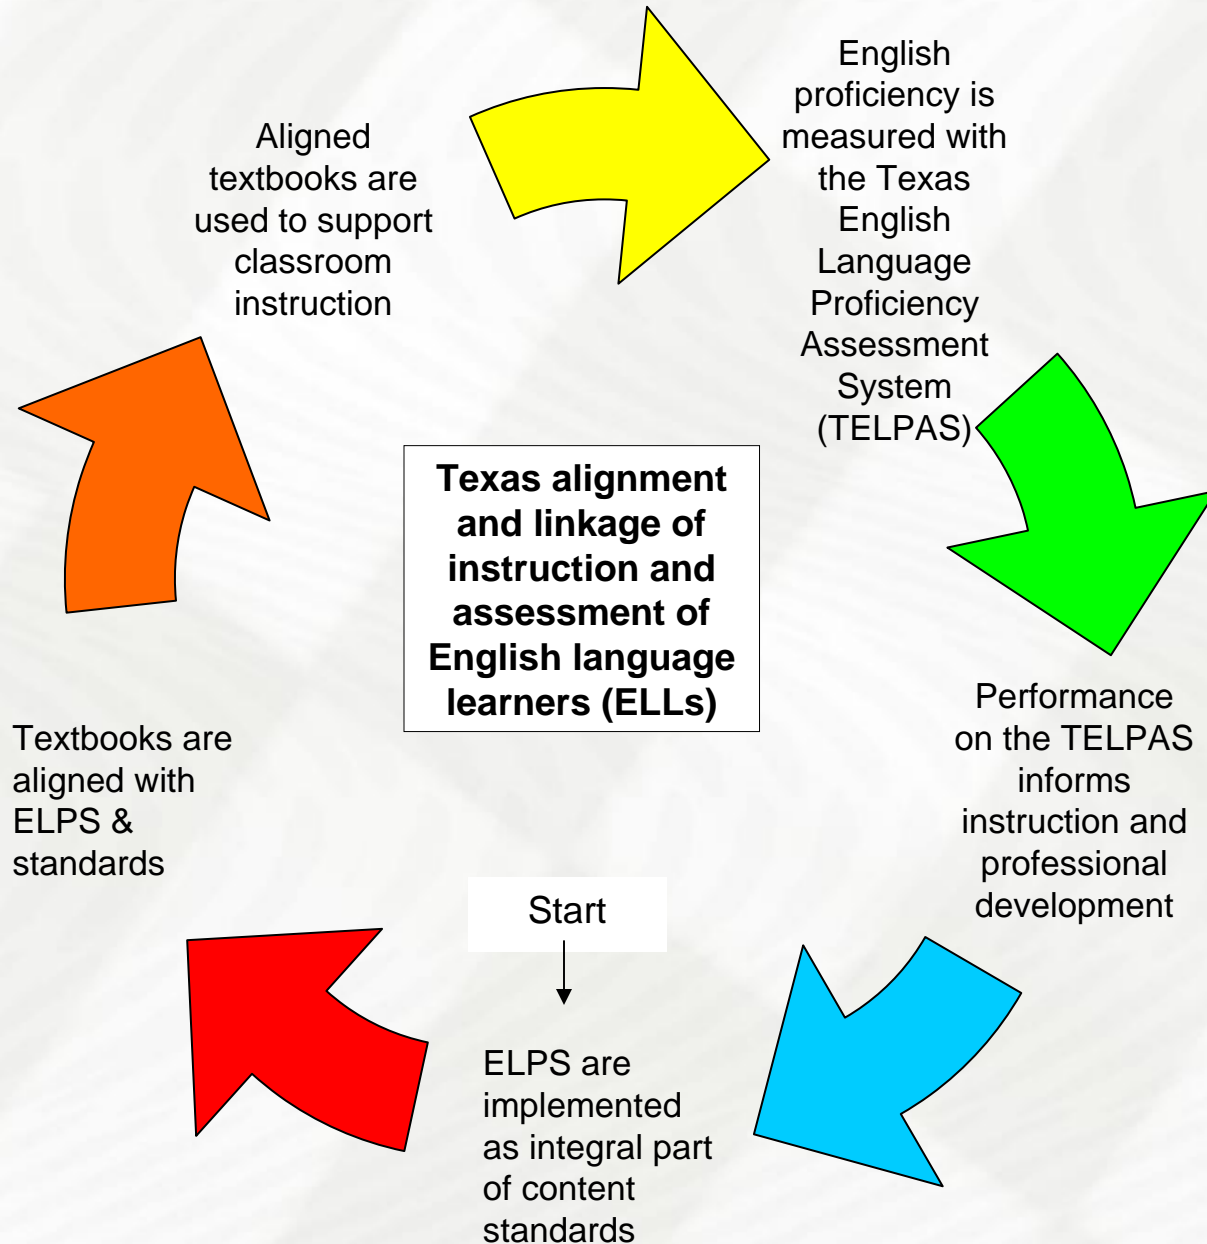 Aligned
textbooks are
used to support
classroom
instruction
English
proficiency is
measured with
the Texas
English
Language
Proficiency
Assessment
System
(TELPAS)
Texas alignment
and linkage of
instruction and
assessment of
English language
learners (ELLs)
Performance
on the TELPAS
informs
instruction and
professional
development
Textbooks are
aligned with
ELPS &
standards
Start
ELPS are
implemented
as integral part
of content
standards